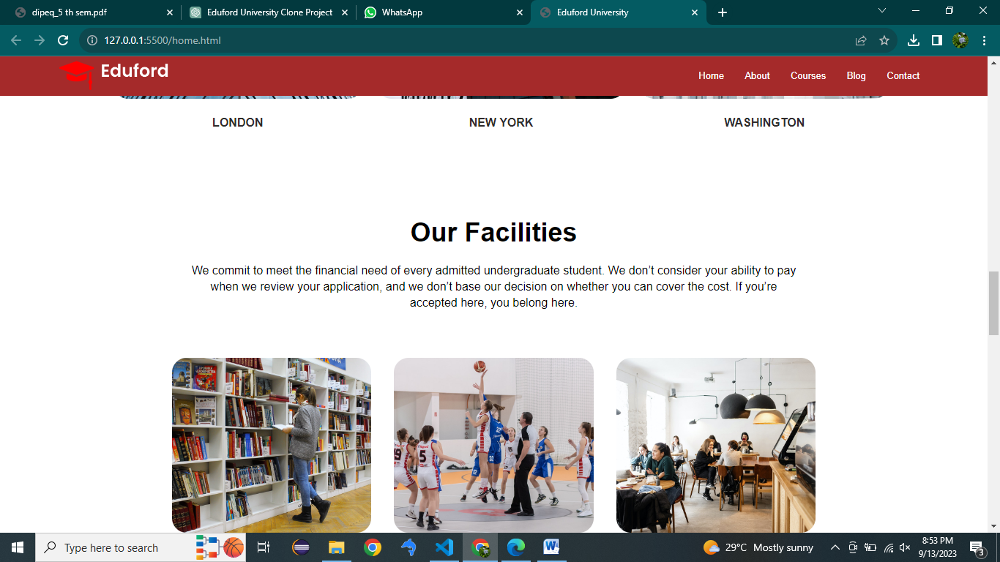 dipeq_5 th sem.pdf
Eduford University Clone Project
WhatsApp
Eduford University
127.0.0.1:5500/home.html
Eduford
Home
About
Courses
Blog
Contact
LONDON
NEW YORK
WASHINGTON
Our Facilities
We commit to meet the financial need of every admitted undergraduate student. We don’t consider your ability to pay
when we review your application, and we don’t base our decision on whether you can cover the cost. If you’re
accepted here, you belong here.
Type here to search
29°C Mostly sunny
8:53 PM
9/13/2023
3